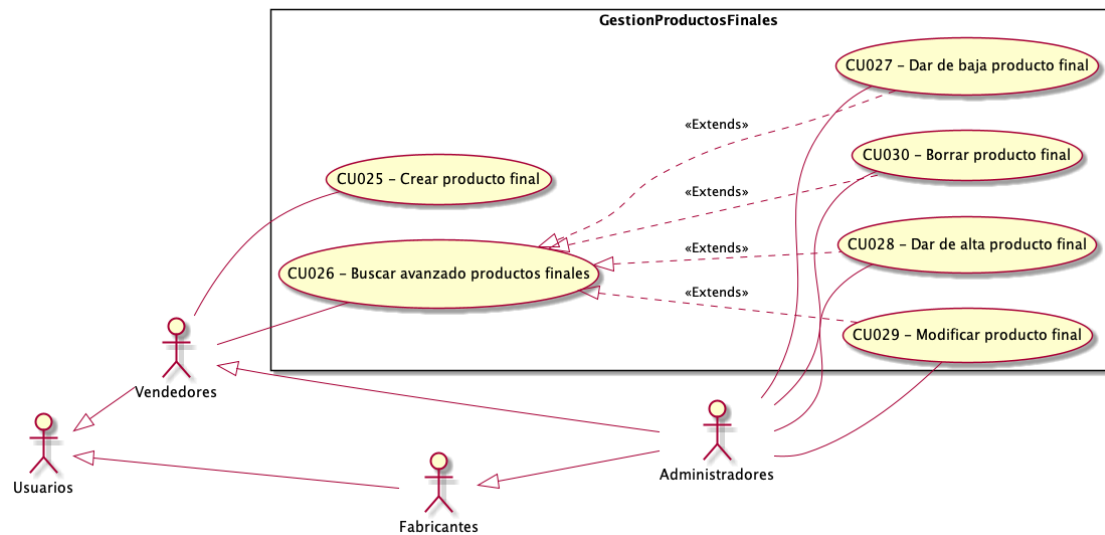 GestionProductosFinales
CU027 – Dar de baja producto final
«Extends»
CU030 – Borrar producto final
CU025 – Crear producto final
«Extends»
CU028 – Dar de alta producto final
«Extends»
CU026 – Buscar avanzado productos finales
«Extends»
CU029 – Modificar producto final
Vendedores
Administradores
Usuarios
Fabricantes